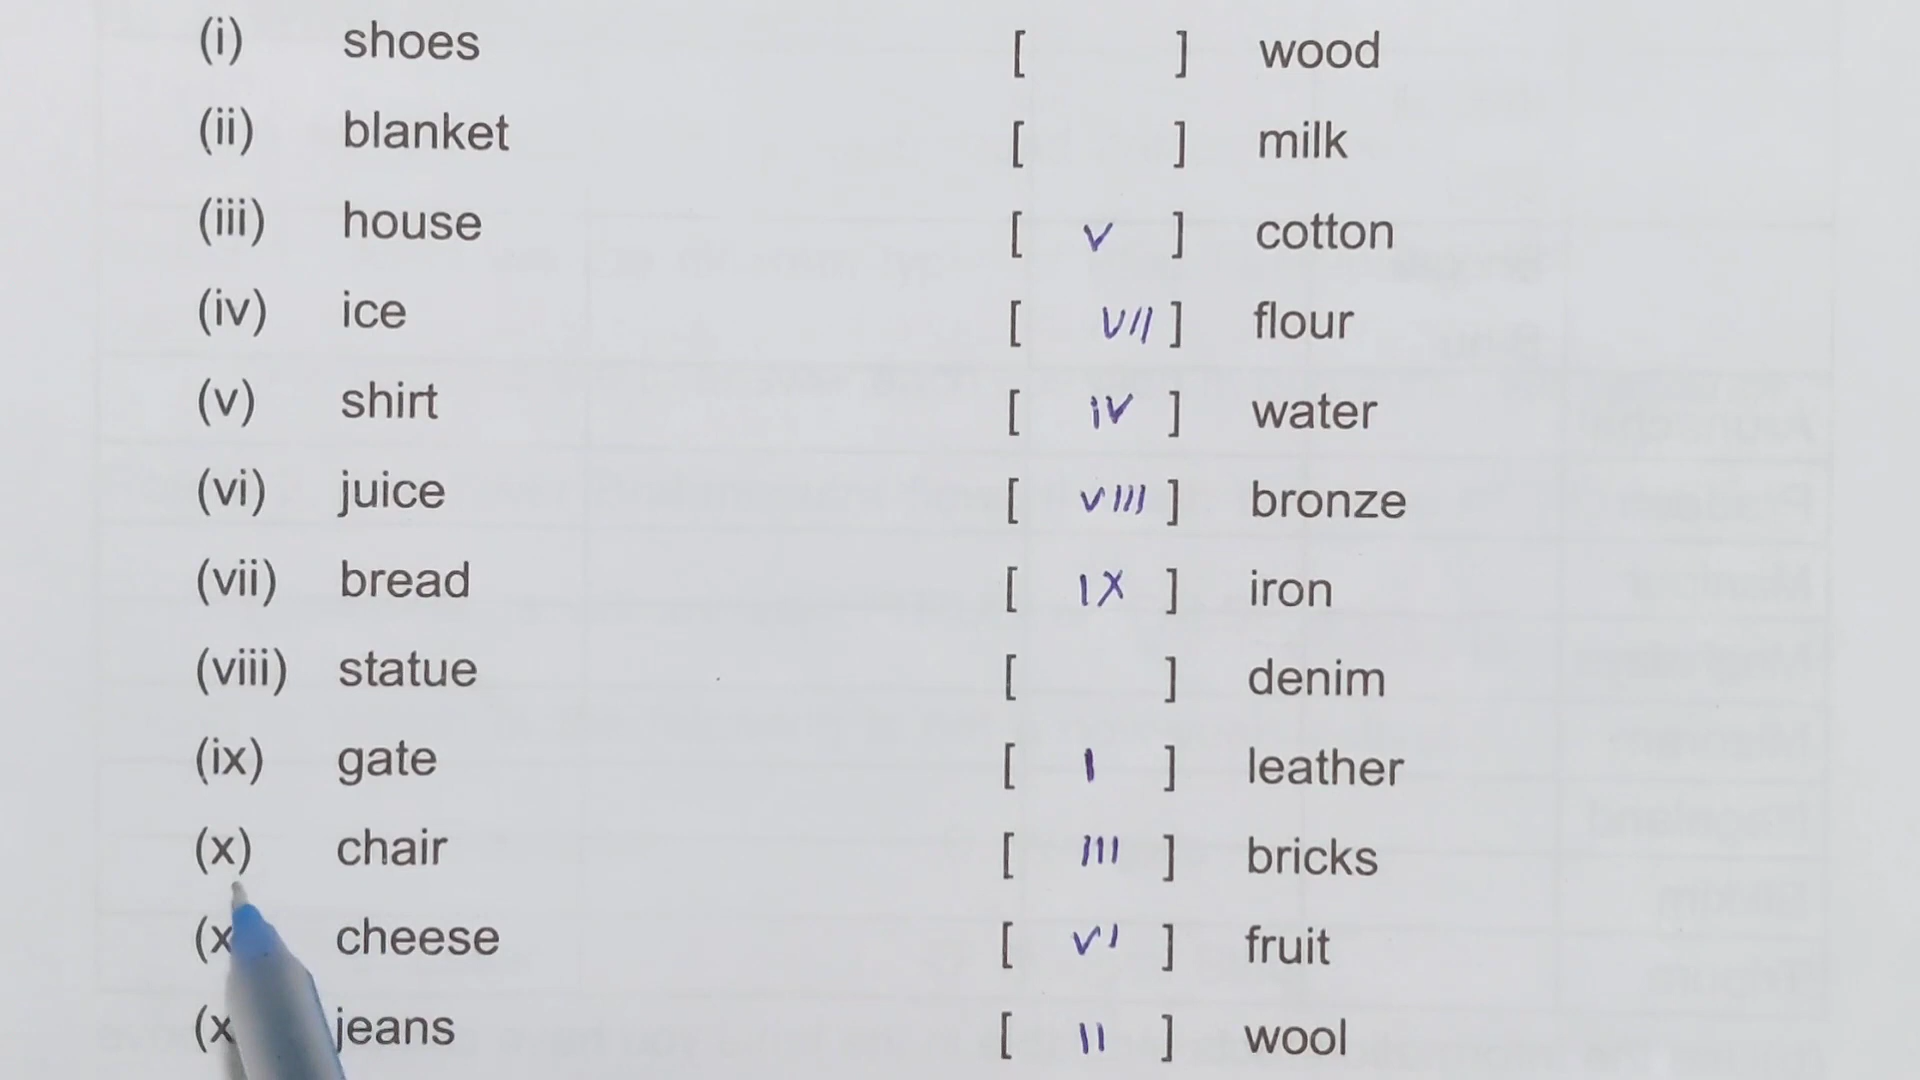 (i) shoes [ ] wood
(ii) blanket [ ] milk
(iii) house [ v ] cotton
(iv) ice [ vii ] flour
(v) shirt [ iv ] water
(vi) juice [ viii ] bronze
(vii) bread [ ix ] iron
(viii) statue [ ] denim
(ix) gate [ i ] leather
(x) chair [ iii ] bricks
(x cheese [ vi ] fruit
(x jeans [ ii ] wool